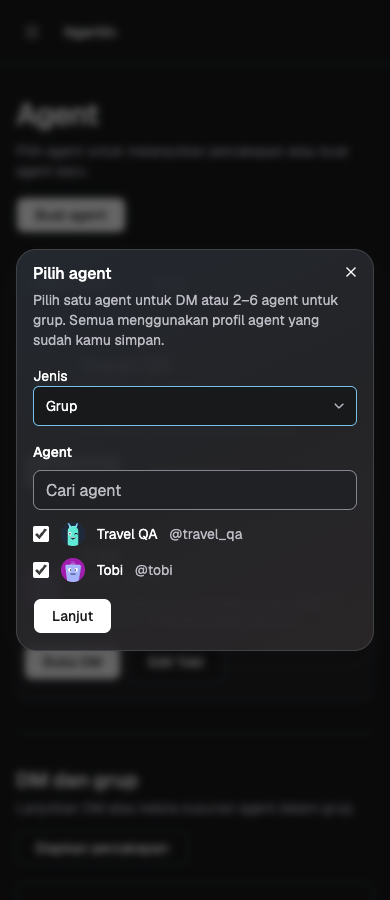 Agent
Buat agent
Pilih agent
Pilih satu agent untuk DM atau 2–6 agent untuk
grup. Semua menggunakan profil agent yang
sudah kamu simpan.
Jenis
Grup
Agent
Cari agent
Travel QA @travel_qa
Tobi @tobi
Lanjut
DM dan grup